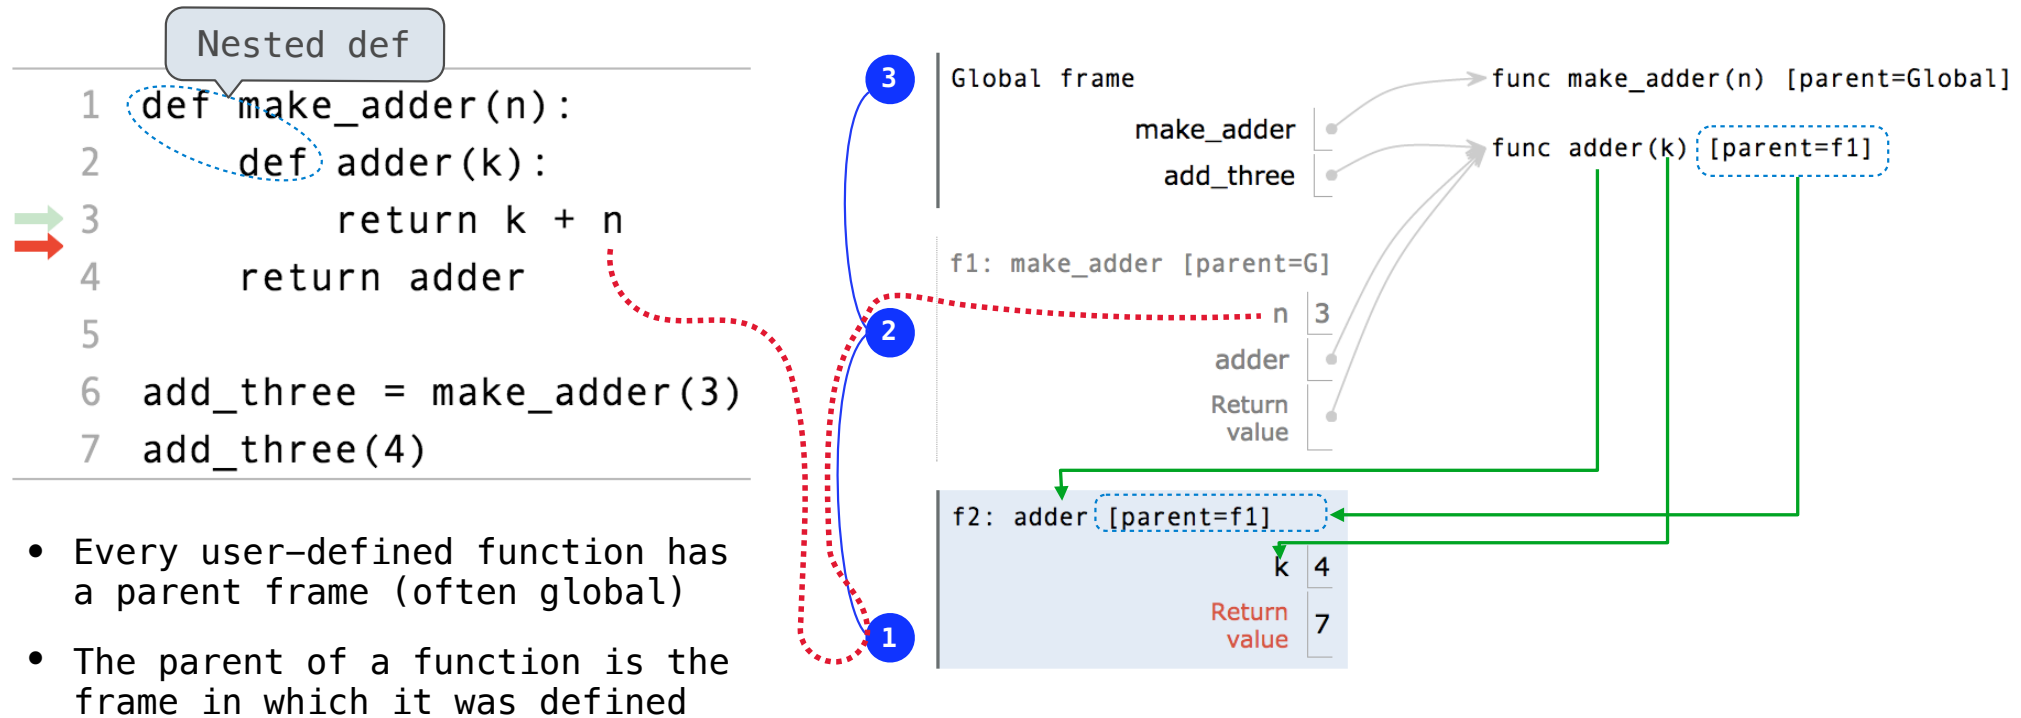 Nested def
1 def make_adder(n):
2     def adder(k):
3         return k + n
4     return adder
5
6 add_three = make_adder(3)
7 add_three(4)
• Every user-defined function has
a parent frame (often global)
• The parent of a function is the
frame in which it was defined
3
2
1
Global frame
make_adder
add_three
func make_adder(n) [parent=Global]
func adder(k) [parent=f1]
f1: make_adder [parent=G]
n 3
adder
Return
value
f2: adder [parent=f1]
k 4
Return
value 7